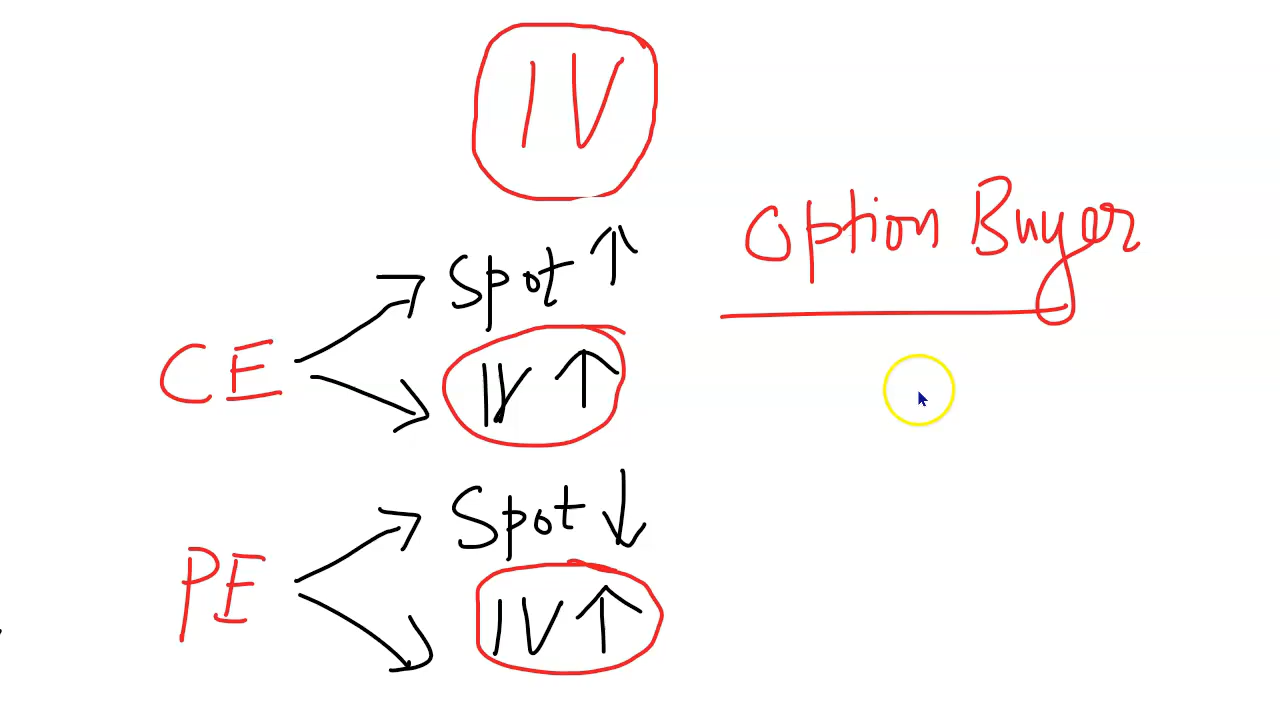 IV
Option Buyer
Spot ↑
CE
IV ↑
Spot ↓
PE
IV ↑